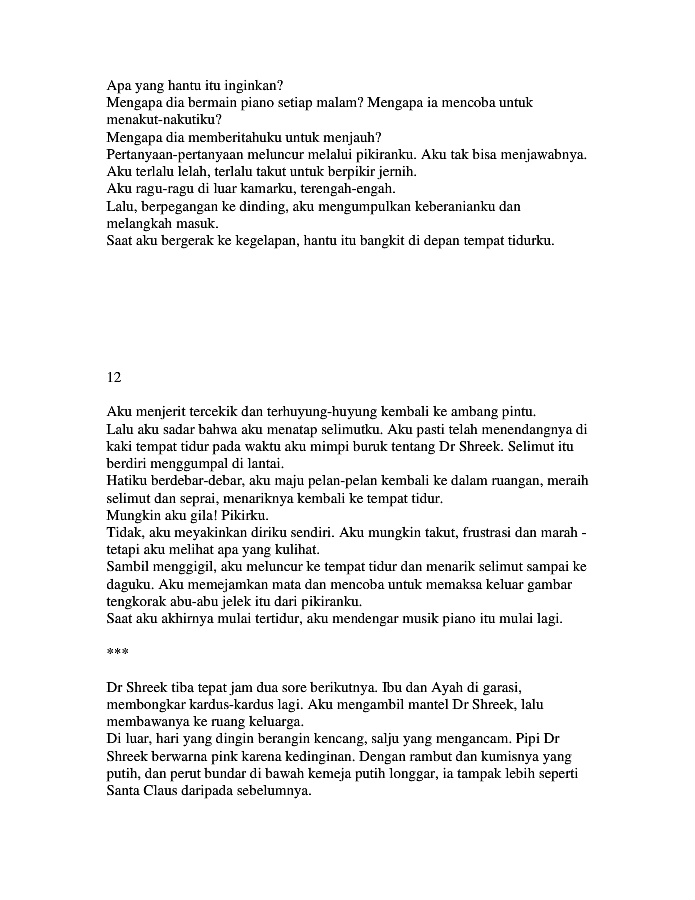 Apa yang hantu itu inginkan?
Mengapa dia bermain piano setiap malam? Mengapa ia mencoba untuk
menakut-nakutiku?
Mengapa dia memberitahuku untuk menjauh?
Pertanyaan-pertanyaan meluncur melalui pikiranku. Aku tak bisa menjawabnya.
Aku terlalu lelah, terlalu takut untuk berpikir jernih.
Aku ragu-ragu di luar kamarku, terengah-engah.
Lalu, berpegangan ke dinding, aku mengumpulkan keberanianku dan
melangkah masuk.
Saat aku bergerak ke kegelapan, hantu itu bangkit di depan tempat tidurku.
12
Aku menjerit tercekik dan terhuyung-huyung kembali ke ambang pintu.
Lalu aku sadar bahwa aku menatap selimutku. Aku pasti telah menendangnya di
kaki tempat tidur pada waktu aku mimpi buruk tentang Dr Shreek. Selimut itu
berdiri menggumpal di lantai.
Hatiku berdebar-debar, aku maju pelan-pelan kembali ke dalam ruangan, meraih
selimut dan seprai, menariknya kembali ke tempat tidur.
Mungkin aku gila! Pikirku.
Tidak, aku meyakinkan diriku sendiri. Aku mungkin takut, frustrasi dan marah -
tetapi aku melihat apa yang kulihat.
Sambil menggigil, aku meluncur ke tempat tidur dan menarik selimut sampai ke
daguku. Aku memejamkan mata dan mencoba untuk memaksa keluar gambar
tengkorak abu-abu jelek itu dari pikiranku.
Saat aku akhirnya mulai tertidur, aku mendengar musik piano itu mulai lagi.
***
Dr Shreek tiba tepat jam dua sore berikutnya. Ibu dan Ayah di garasi,
membongkar kardus-kardus lagi. Aku mengambil mantel Dr Shreek, lalu
membawanya ke ruang keluarga.
Di luar, hari yang dingin berangin kencang, salju yang mengancam. Pipi Dr
Shreek berwarna pink karena kedinginan. Dengan rambut dan kumisnya yang
putih, dan perut bundar di bawah kemeja putih longgar, ia tampak lebih seperti
Santa Claus daripada sebelumnya.